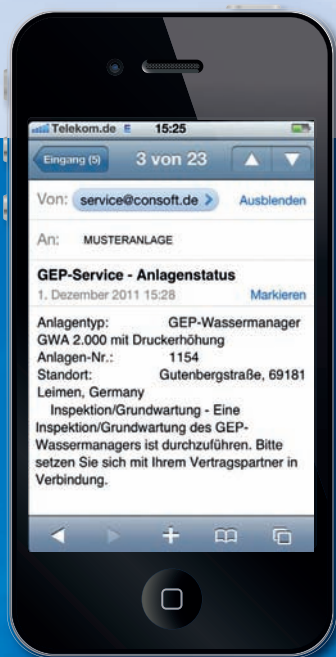 Telekom.de E 15:25
Eingang (5) 3 von 23
Von: service@consoft.de Ausblenden
An: MUSTERANLAGE
GEP-Service - Anlagenstatus
1. Dezember 2011 15:28 Markieren
Anlagentyp: GEP-Wassermanager
GWA 2.000 mit Druckerhöhung
Anlagen-Nr.: 1154
Standort: Gutenbergstraße, 69181
Leimen, Germany
Inspektion/Grundwartung - Eine
Inspektion/Grundwartung des GEP-
Wassermanagers ist durchzuführen. Bitte
setzen Sie sich mit Ihrem Vertragspartner in
Verbindung.